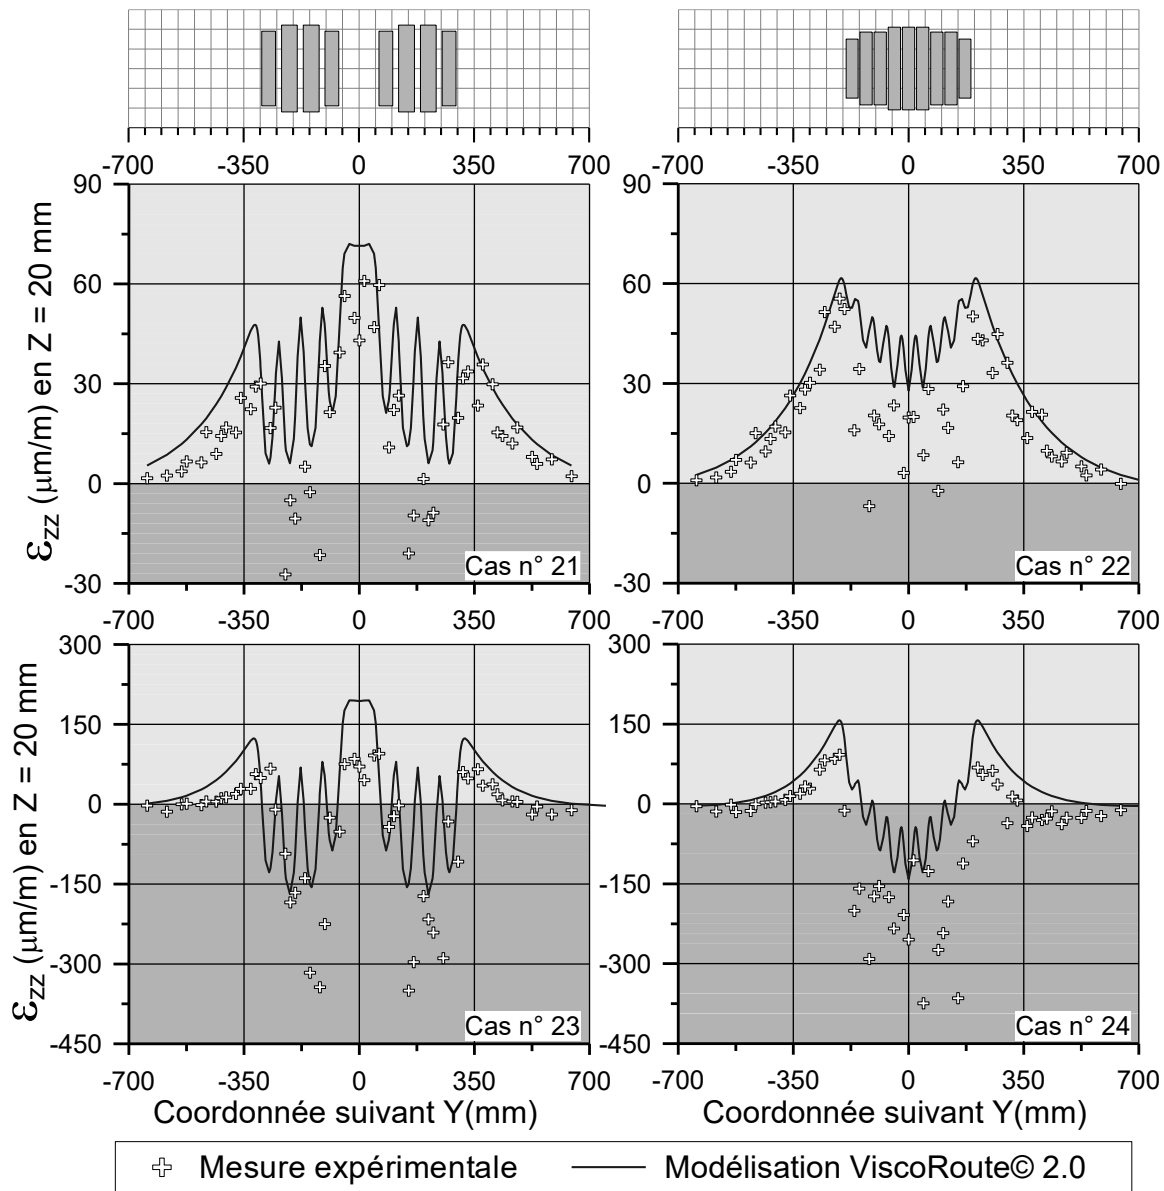 -700 -350 0 350 700
-700 -350 0 350 700
90
60
30
0
-30
εzz (μm/m) en Z = 20 mm
Cas n° 21
-700 -350 0 350 700
90
60
30
0
-30
Cas n° 22
-700 -350 0 350 700
300
150
0
-150
-300
-450
εzz (μm/m) en Z = 20 mm
Cas n° 23
-700 -350 0 350 700
Coordonnée suivant Y(mm)
300
150
0
-150
-300
-450
Cas n° 24
-700 -350 0 350 700
Coordonnée suivant Y(mm)
Mesure expérimentale
Modélisation ViscoRoute© 2.0